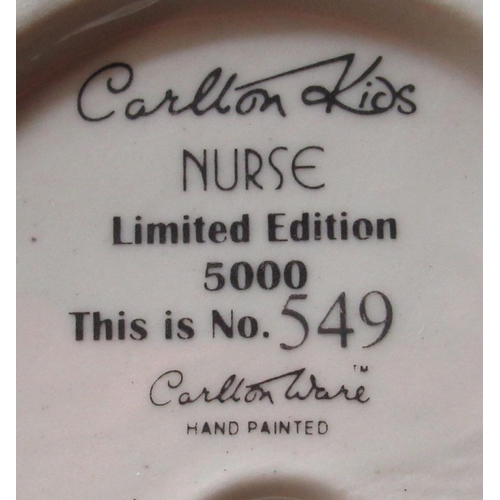 Carlton Kids
NURSE
Limited Edition
5000
This is No. 549
Carlton Ware™
HAND PAINTED